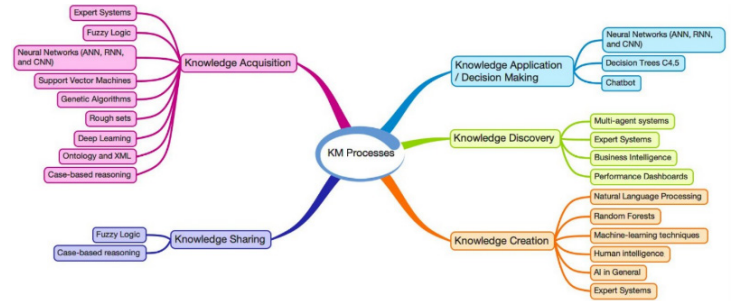 KM Processes
Knowledge Acquisition
Expert Systems
Fuzzy Logic
Neural Networks (ANN, RNN,
and CNN)
Support Vector Machines
Genetic Algorithms
Rough sets
Deep Learning
Ontology and XML
Case-based reasoning
Knowledge Sharing
Fuzzy Logic
Case-based reasoning
Knowledge Application
/ Decision Making
Neural Networks (ANN, RNN,
and CNN)
Decision Trees C4.5
Chatbot
Knowledge Discovery
Multi-agent systems
Expert Systems
Business Intelligence
Performance Dashboards
Knowledge Creation
Natural Language Processing
Random Forests
Machine-learning techniques
Human intelligence
AI in General
Expert Systems